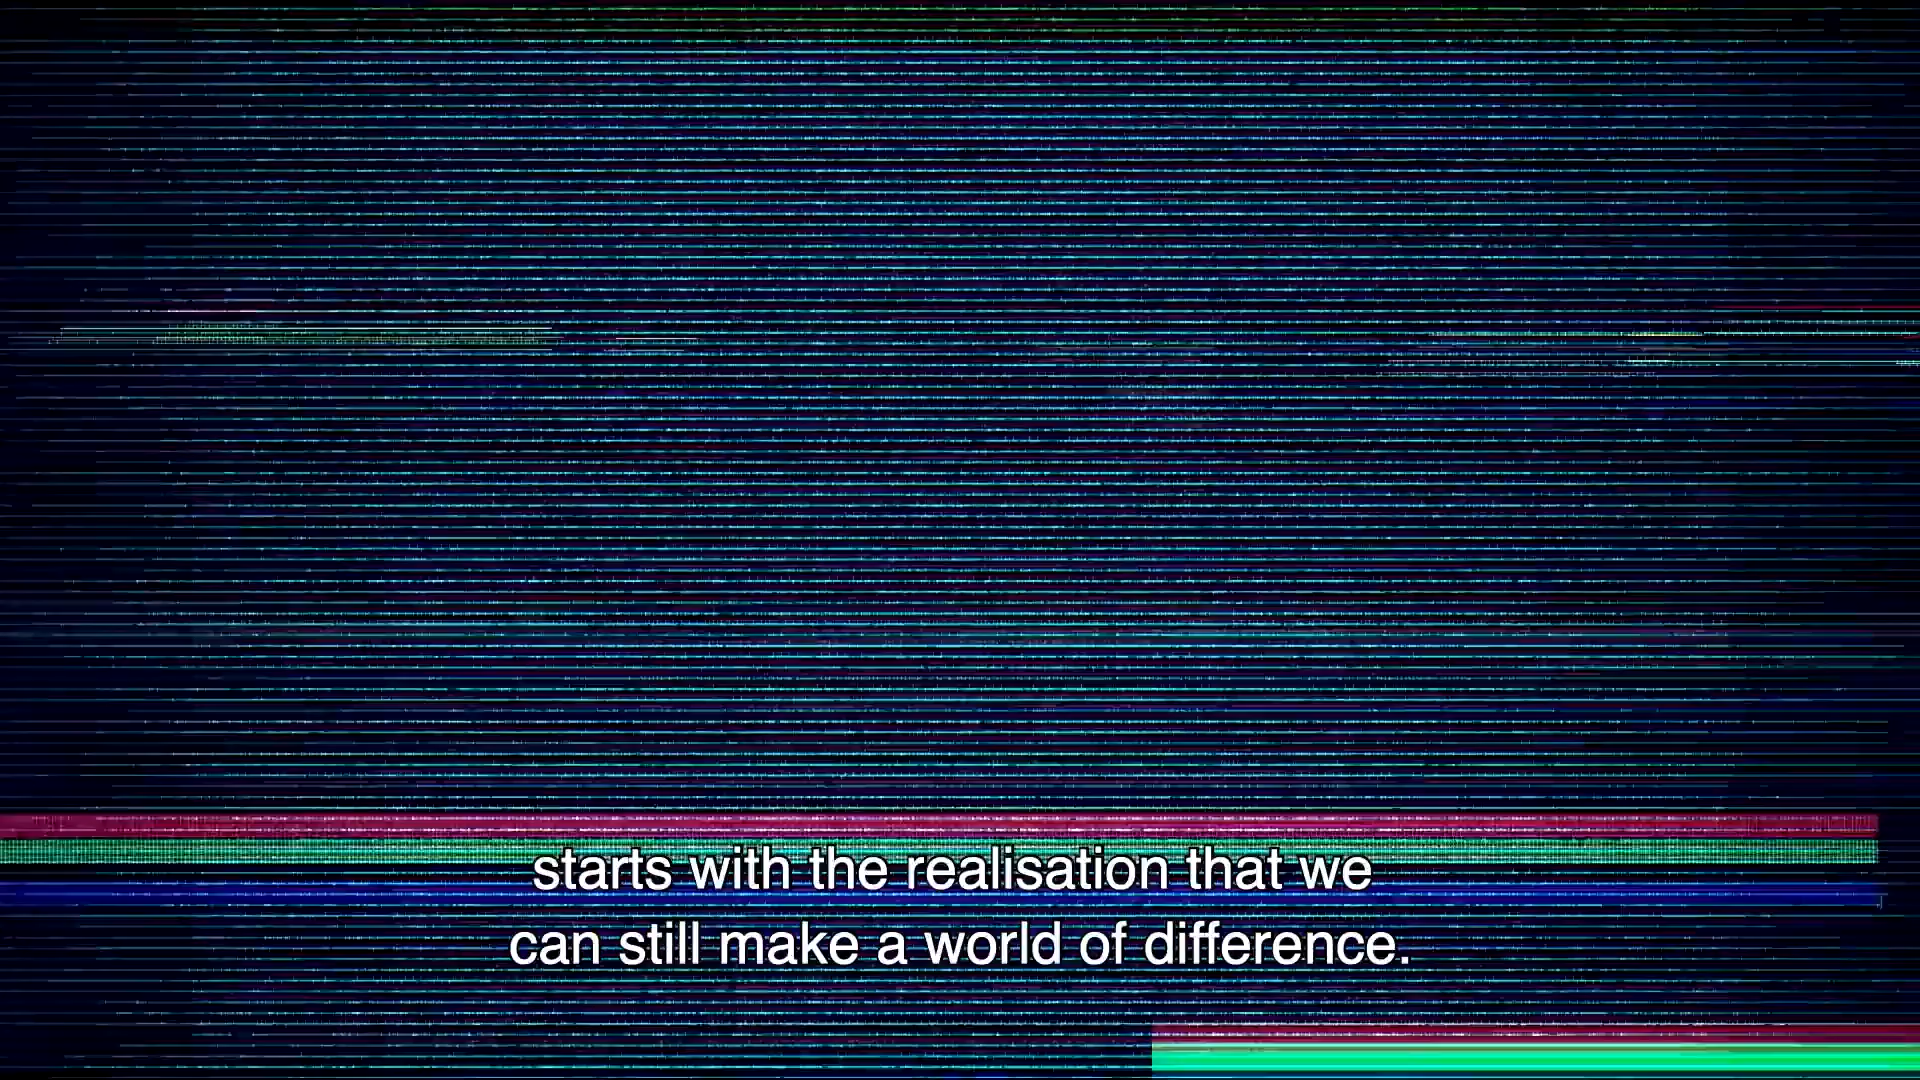 starts with the realisation that we
can still make a world of difference.